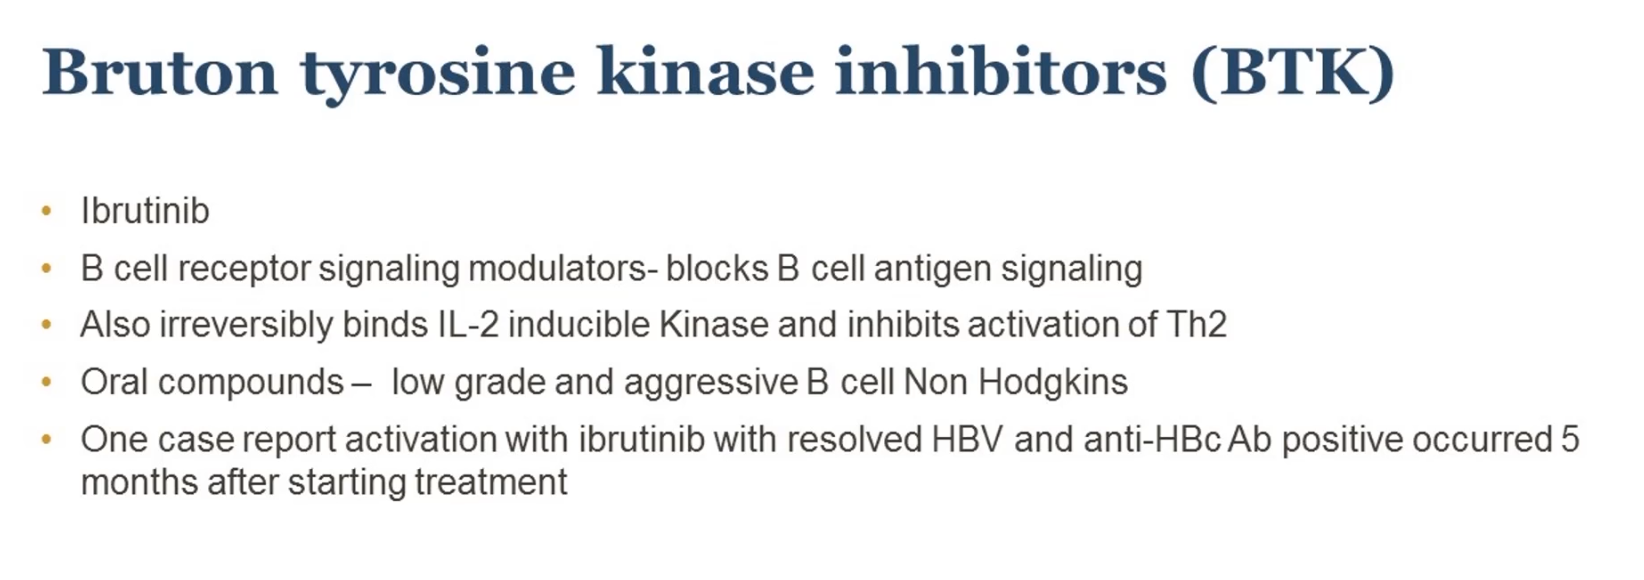 Bruton tyrosine kinase inhibitors (BTK)
• Ibrutinib
• B cell receptor signaling modulators- blocks B cell antigen signaling
• Also irreversibly binds IL-2 inducible Kinase and inhibits activation of Th2
• Oral compounds – low grade and aggressive B cell Non Hodgkins
• One case report activation with ibrutinib with resolved HBV and anti-HBc Ab positive occurred 5
months after starting treatment